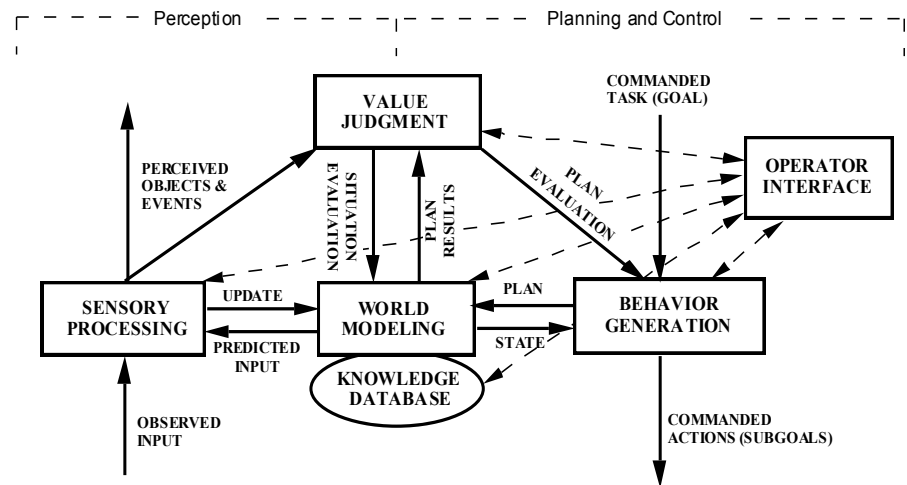 Perception
Planning and Control
VALUE
JUDGMENT
COMMANDED
TASK (GOAL)
OPERATOR
INTERFACE
PERCEIVED
OBJECTS &
EVENTS
SITUATION
EVALUATION
PLAN
RESULTS
PLAN
EVALUATION
SENSORY
PROCESSING
UPDATE
PREDICTED
INPUT
WORLD
MODELING
PLAN
STATE
BEHAVIOR
GENERATION
KNOWLEDGE
DATABASE
OBSERVED
INPUT
COMMANDED
ACTIONS (SUBGOALS)